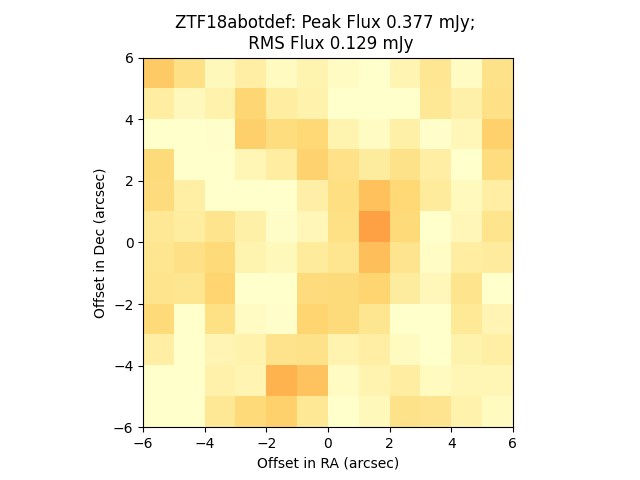 ZTF18abotdef: Peak Flux 0.377 mJy;
RMS Flux 0.129 mJy
6
4
2
0
−2
−4
−6
Offset in Dec (arcsec)
−6 −4 −2 0 2 4 6
Offset in RA (arcsec)